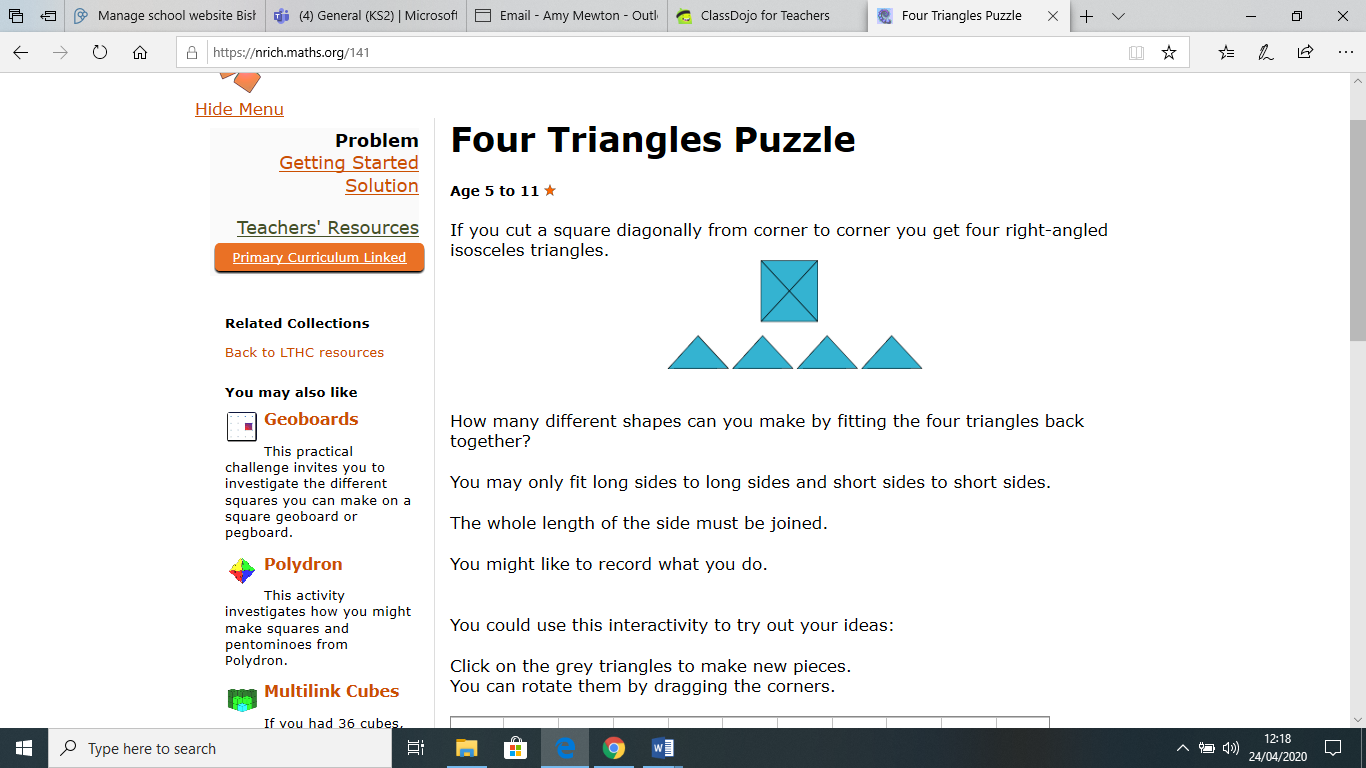 Manage school website Bish
(4) General (KS2) | Microsoft
Email - Amy Mewton - Outlo
ClassDojo for Teachers
Four Triangles Puzzle
https://nrich.maths.org/141
Hide Menu
Problem
Getting Started
Solution
Teachers' Resources
Primary Curriculum Linked
Related Collections
Back to LTHC resources
You may also like
Geoboards
This practical
challenge invites you to
investigate the different
squares you can make on a
square geoboard or
pegboard.
Polydron
This activity
investigates how you might
make squares and
pentominoes from
Polydron.
Multilink Cubes
If you had 36 cubes,
Four Triangles Puzzle
Age 5 to 11
If you cut a square diagonally from corner to corner you get four right-angled
isosceles triangles.
How many different shapes can you make by fitting the four triangles back
together?
You may only fit long sides to long sides and short sides to short sides.
The whole length of the side must be joined.
You might like to record what you do.
You could use this interactivity to try out your ideas:
Click on the grey triangles to make new pieces.
You can rotate them by dragging the corners.
Type here to search
12:18
24/04/2020